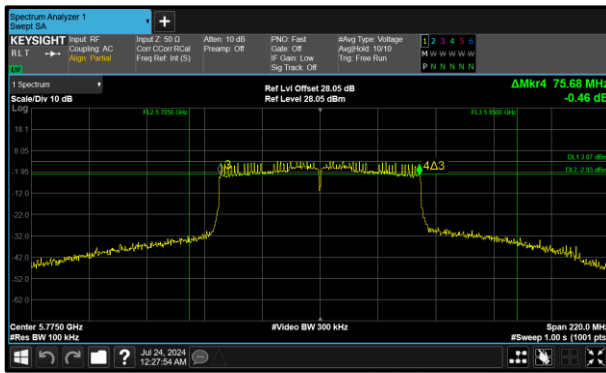 Spectrum Analyzer 1
Swept SA
KEYSIGHT
RLT
Input: RF
Coupling: AC
Align: Partial
Input Z: 50 Ω
Corr CCorr RCal
Freq Ref: Int (S)
Atten: 10 dB
Preamp: Off
PNO: Fast
Gate: Off
IF Gain: Low
Sig Track: Off
#Avg Type: Voltage
Avg|Hold: 10/10
Trig: Free Run
1 2 3 4 5 6
M W W W W W
P N N N N N
1 Spectrum
Scale/Div 10 dB
Ref Lvl Offset 28.05 dB
Ref Level 28.05 dBm
ΔMkr4 75.68 MHz
-0.46 dB
Log
FL2 5.7250 GHz
FL3 5.8500 GHz
18.1
8.05
-1.95
-12.0
-22.0
-32.0
-42.0
-52.0
-62.0
3
4Δ3
DL1 3.07 dBm
DL2 -2.93 dBm
Center 5.7750 GHz
#Res BW 100 kHz
#Video BW 300 kHz
Span 220.0 MHz
#Sweep 1.00 s (1001 pts)
?
Jul 24, 2024
12:27:54 AM